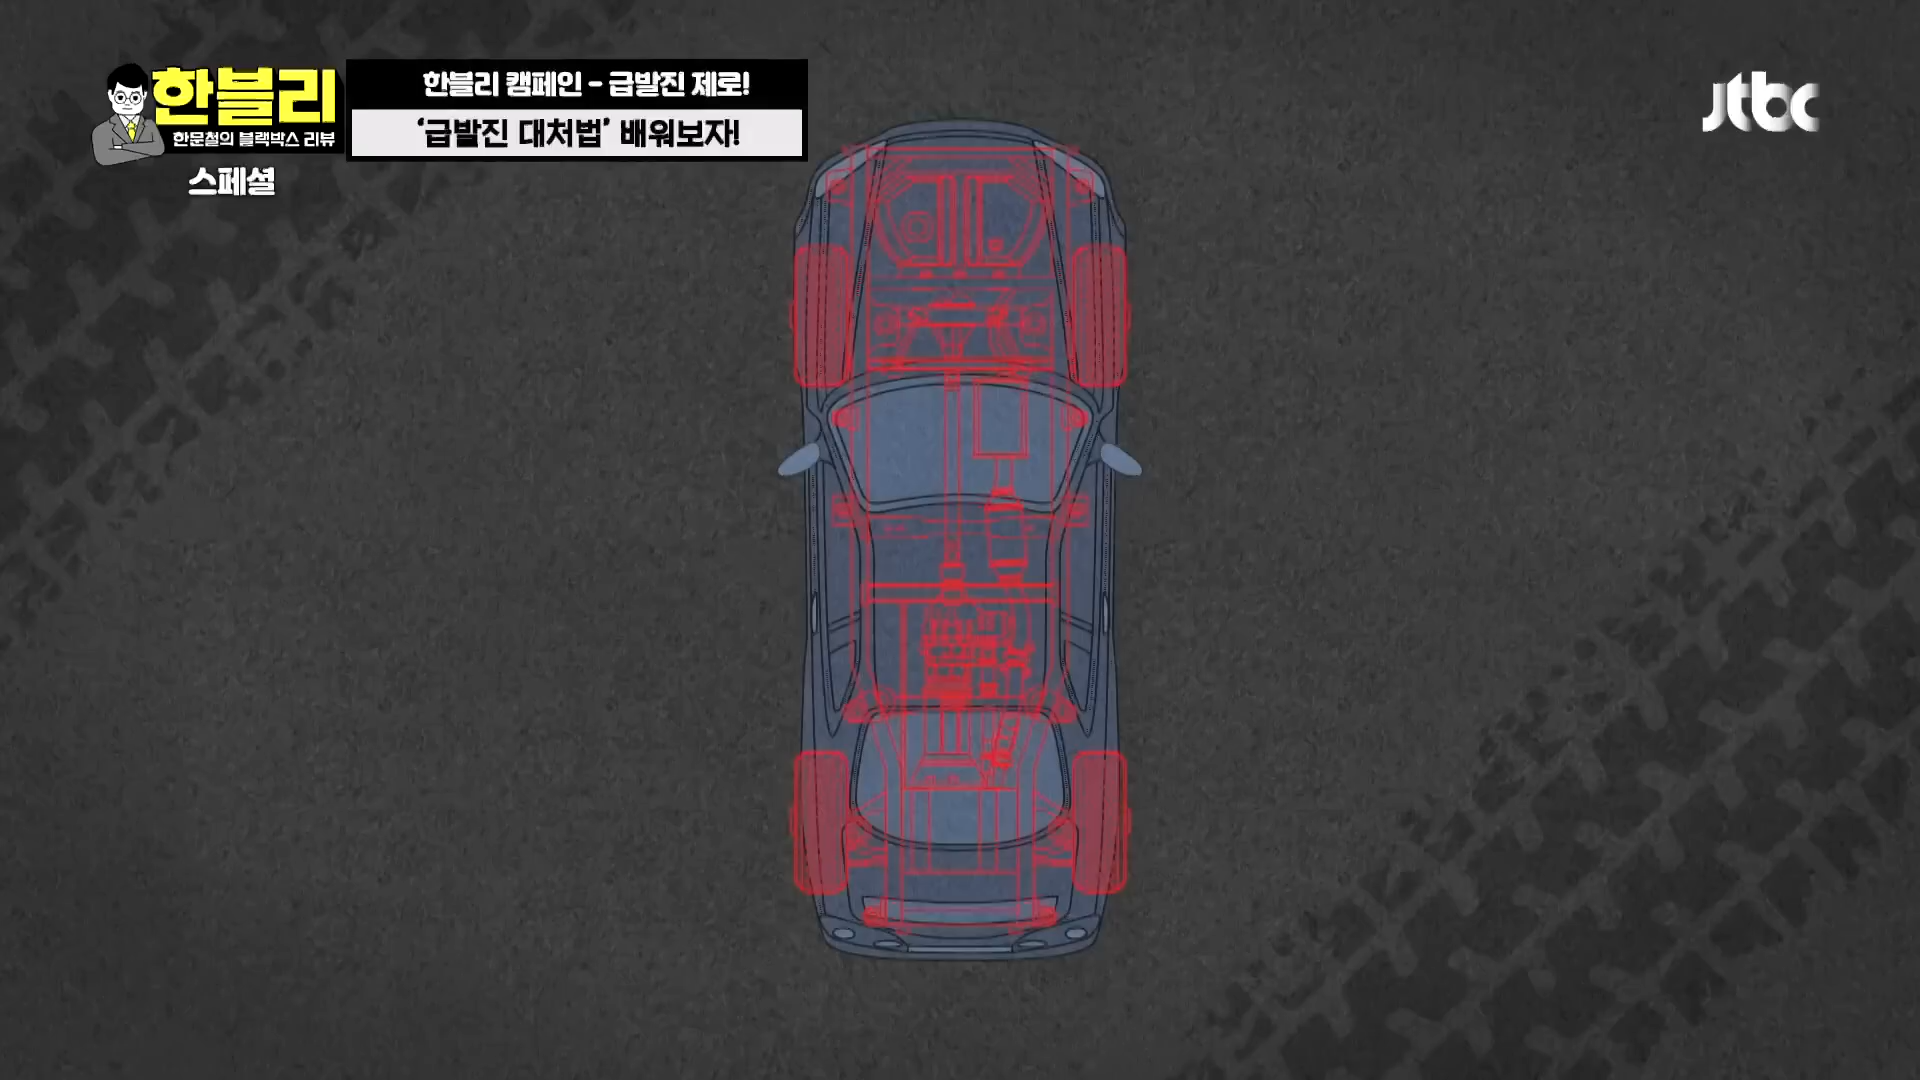 한블리
한문철의 블랙박스 리뷰
스페셜
한블리 캠페인 - 급발진 제로!
‘급발진 대처법’ 배워보자!
jtbc